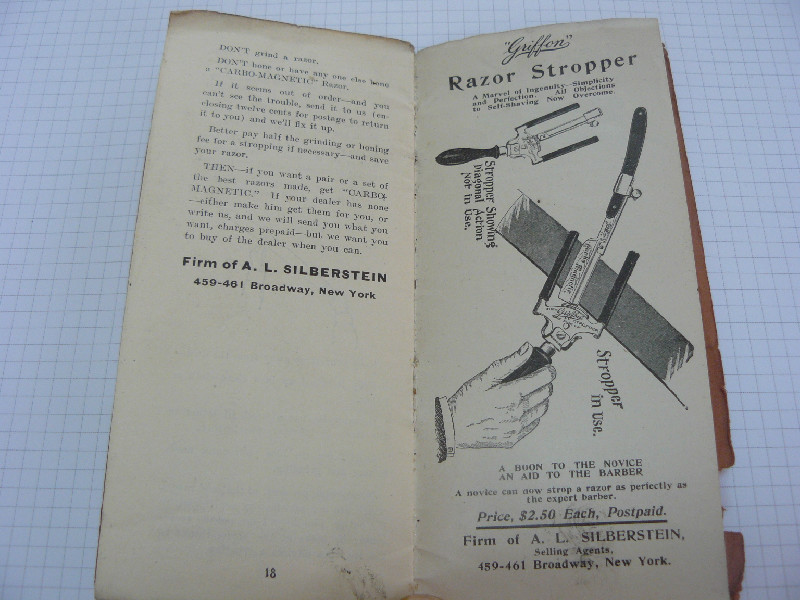 DON'T grind a razor.
DON'T hone or have any one else hone
a "CARBO-MAGNETIC" Razor.
If it seems out of order—and you
can't see the trouble, send it to us (en-
closing twelve cents for postage to return
it to you) and we'll fix it up.
Better pay half the grinding or honing
fee for a stropping if necessary—and save
your razor.
THEN—if you want a pair or a set of
the best razors made, get "CARBO-
MAGNETIC." If your dealer has none
—either make him get them for you, or
write us, and we will send you what you
want, charges prepaid—but we want you
to buy of the dealer when you can.
Firm of A. L. SILBERSTEIN
459-461 Broadway, New York
18
"Griffon"
Razor Stropper
A Marvel of Ingenuity—Simplicity
and Perfection. All Objections
to Self-Shaving Now Overcome.
Stropper Showing
Diagonal Action
Not in Use.
Stropper
in Use.
A BOON TO THE NOVICE
AN AID TO THE BARBER
A novice can now strop a razor as perfectly as
the expert barber.
Price, $2.50 Each, Postpaid.
Firm of A. L. SILBERSTEIN,
Selling Agents,
459-461 Broadway, New York.